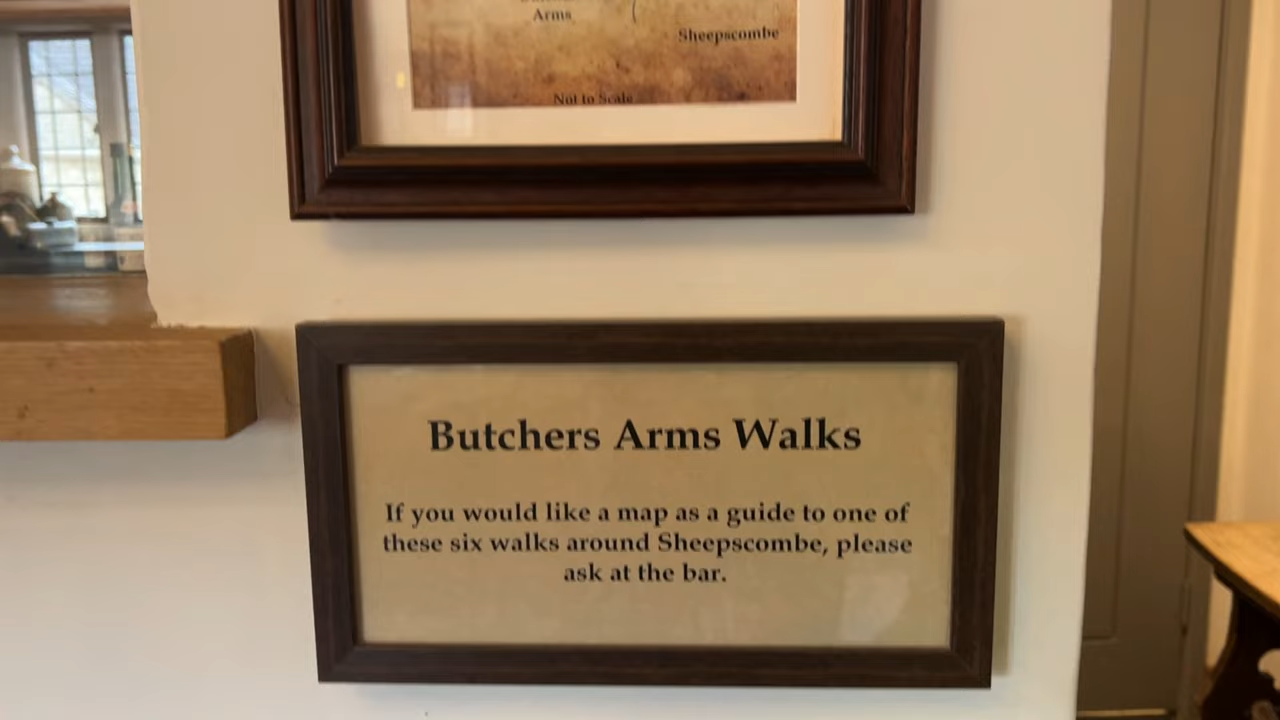 Arms
Sheepscombe
Not to Scale
Butchers Arms Walks
If you would like a map as a guide to one of
these six walks around Sheepscombe, please
ask at the bar.